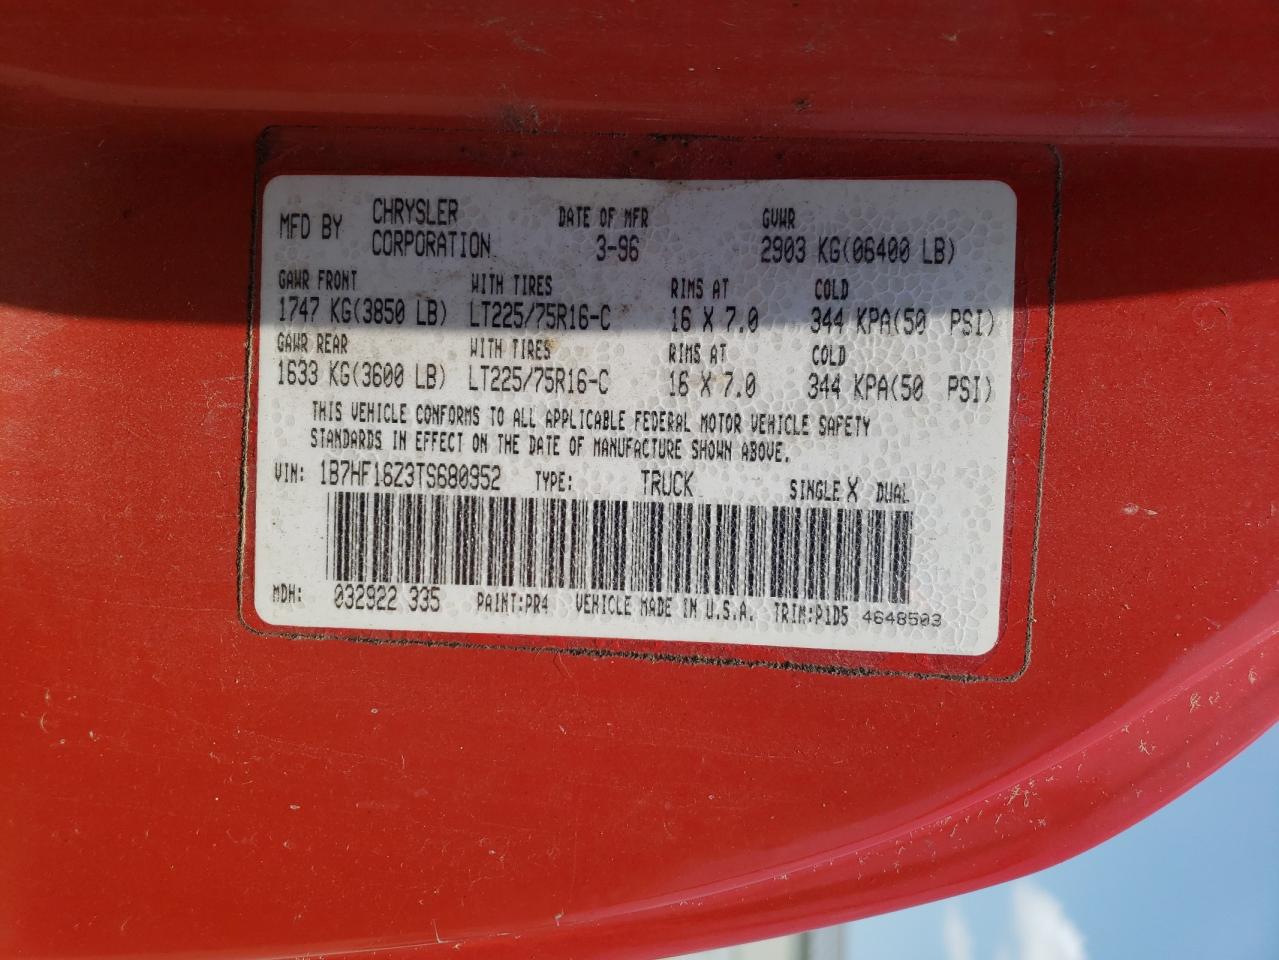 MFD BY CHRYSLER CORPORATION DATE OF MFR 3-96 GVWR 2903 KG(06400 LB)
GAWR FRONT WITH TIRES RIMS AT COLD
1747 KG(3850 LB) LT225/75R16-C 16 X 7.0 344 KPA(50 PSI)
GAWR REAR WITH TIRES RIMS AT COLD
1633 KG(3600 LB) LT225/75R16-C 16 X 7.0 344 KPA(50 PSI)
THIS VEHICLE CONFORMS TO ALL APPLICABLE FEDERAL MOTOR VEHICLE SAFETY
STANDARDS IN EFFECT ON THE DATE OF MANUFACTURE SHOWN ABOVE.
VIN: 1B7HF16Z3TS680952 TYPE: TRUCK SINGLE X DUAL
MDH: 032922 335 PAINT:PR4 VEHICLE MADE IN U.S.A. TRIM:P1D5 4648503